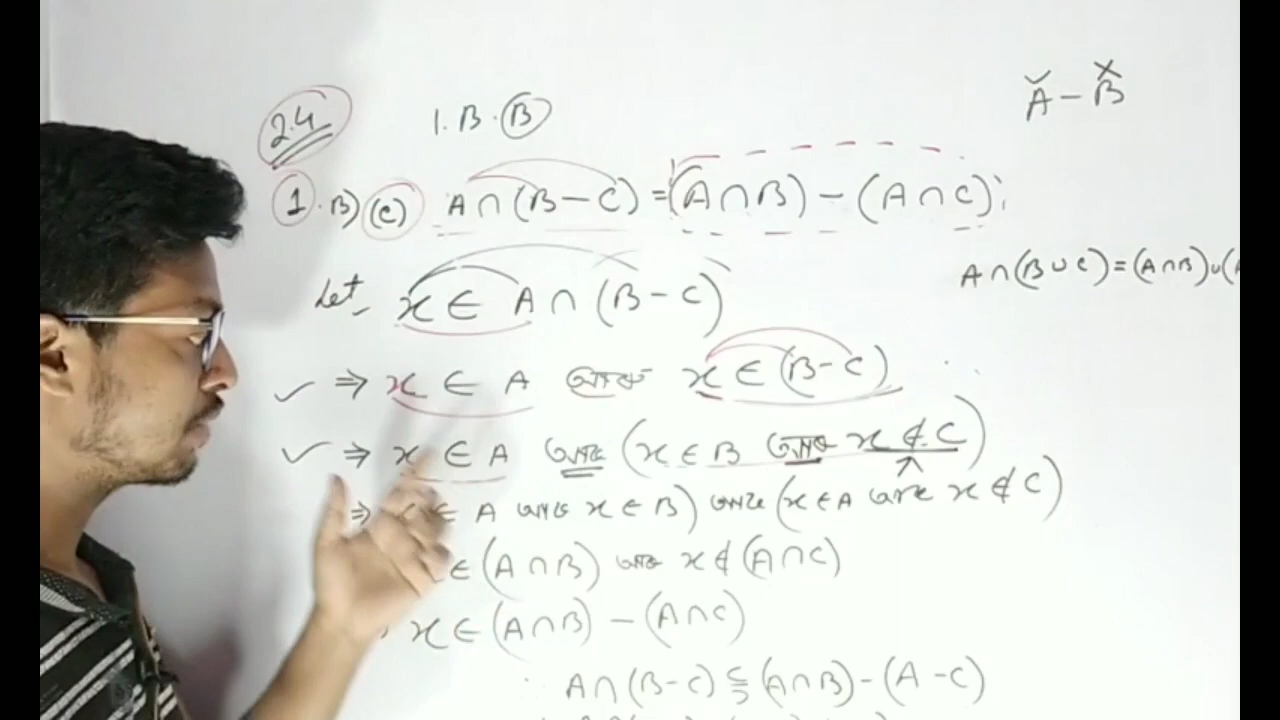 2.4
1. B. B
A - B
1. B) (C) A∩(B-C) = (A∩B) - (A∩C);
A∩(B∪C) = (A∩B)∪(
Let, x ∈ A∩(B-C)
⇒ x ∈ A এবং x ∈ (B-C)
⇒ x ∈ A এবং (x ∈ B এবং x ∉ C)
⇒ x ∈ A এবং x ∈ B) এবং (x ∈ A এবং x ∉ C)
∈ (A∩B) এবং x ∉ (A∩C)
x ∈ (A∩B) - (A∩C)
A∩(B-C) ⊆ (A∩B) - (A-C)